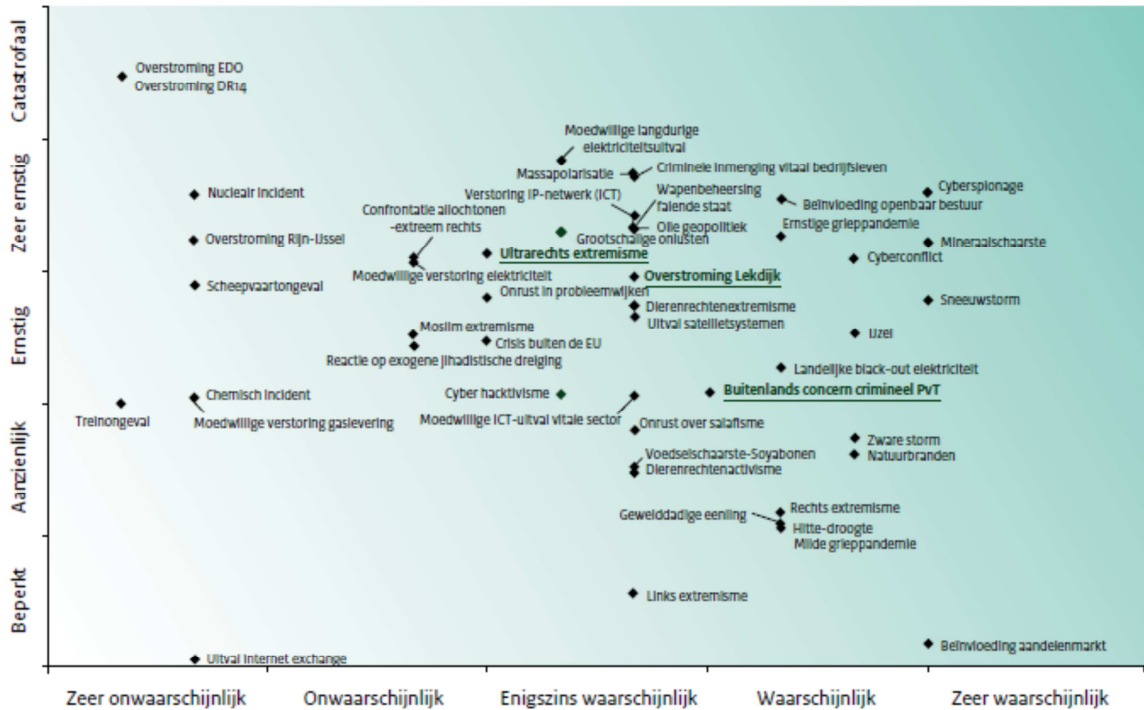 Catastrofaal
Overstroming EDO
Overstroming DR14
Zeer ernstig
Moedwillige langdurige
elektriciteitsuitval
Massapolarisatie
Criminele inmenging vitaal bedrijfsleven
Nucleair incident
Verstoring IP-netwerk (ICT)
Wapenbeheersing
falende staat
Cyberspionage
Beïnvloeding openbaar bestuur
Confrontatie allochtonen
-extreem rechts
Olie geopolitiek
Ernstige grieppandemie
Overstroming Rijn-IJssel
Grootschalige onlusten
Mineraalschaarste
Ultrarechts extremisme
Cyberconflict
Moedwillige verstoring elektriciteit
Overstroming Lekdijk
Ernstig
Scheepvaartongeval
Onrust in probleemwijken
Dierenrechtenextremisme
Sneeuwstorm
Uitval satellietsystemen
Moslim extremisme
Crisis buiten de EU
IJzel
Reactie op exogene jihadistische dreiging
Landelijke black-out elektriciteit
Chemisch incident
Cyber hacktivisme
Buitenlands concern crimineel PvT
Treinongeval
Moedwillige verstoring gaslevering
Moedwillige ICT-uitval vitale sector
Onrust over salafisme
Aanzienlijk
Zware storm
Voedselschaarste-Soyabonen
Natuurbranden
Dierenrechtenactivisme
Rechts extremisme
Gewelddadige eenling
Hitte-droogte
Milde grieppandemie
Beperkt
Links extremisme
Beïnvloeding aandelenmarkt
Uitval internet exchange
Zeer onwaarschijnlijk
Onwaarschijnlijk
Enigszins waarschijnlijk
Waarschijnlijk
Zeer waarschijnlijk